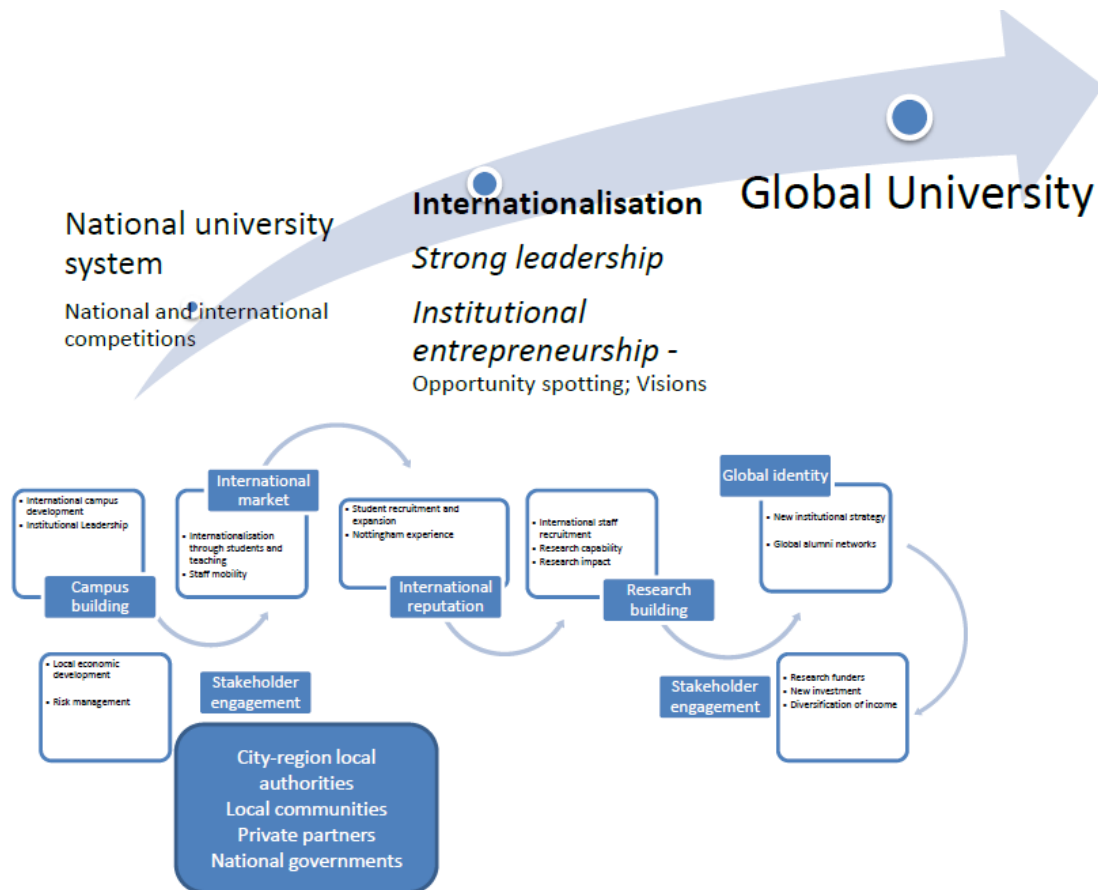 National university
system
National and international
competitions
Internationalisation
Strong leadership
Institutional
entrepreneurship -
Opportunity spotting; Visions
Global University
• International campus
development
• Institutional Leadership
Campus
building
International
market
• Internationalisation
through students and
teaching
• Staff mobility
• Student recruitment and
expansion
• Nottingham experience
International
reputation
• International staff
recruitment
• Research capability
• Research impact
Research
building
Global identity
• New institutional strategy
• Global alumni networks
• Local economic
development
• Risk management
Stakeholder
engagement
City-region local
authorities
Local communities
Private partners
National governments
Stakeholder
engagement
• Research funders
• New investment
• Diversification of income